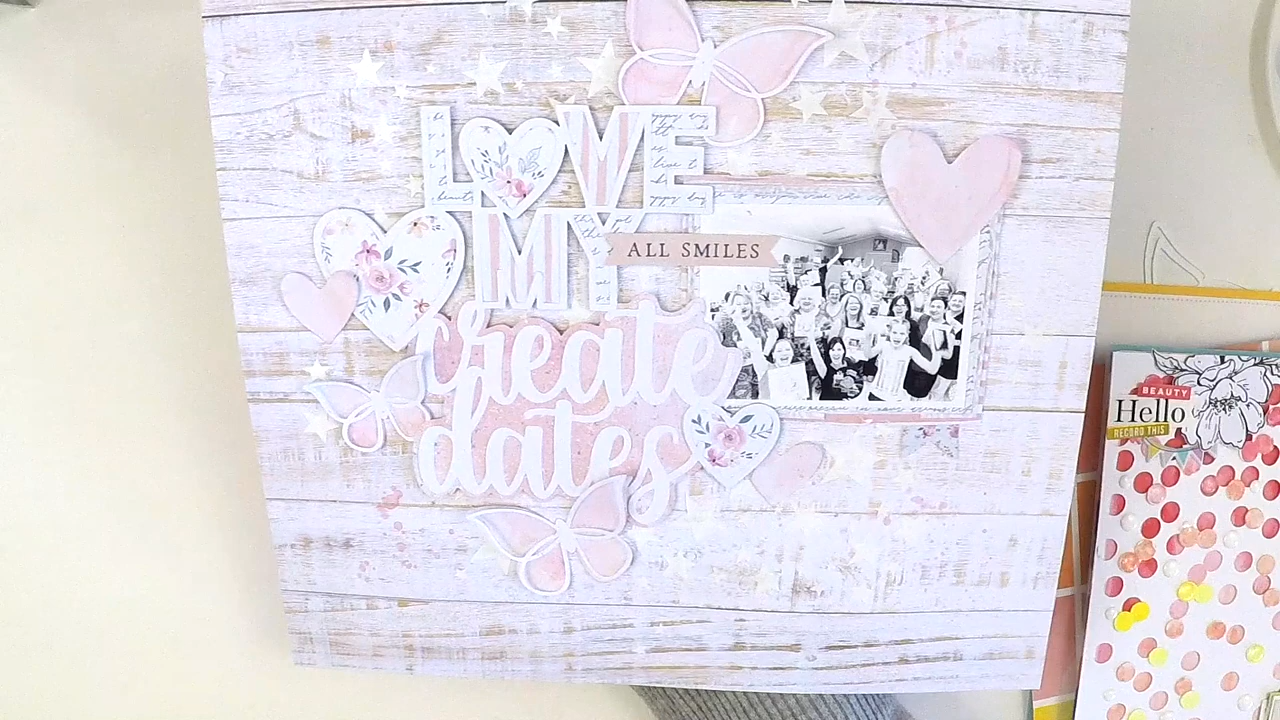 LOVE
MY
ALL SMILES
create
dates
BEAUTY
Hello
RECORD THIS